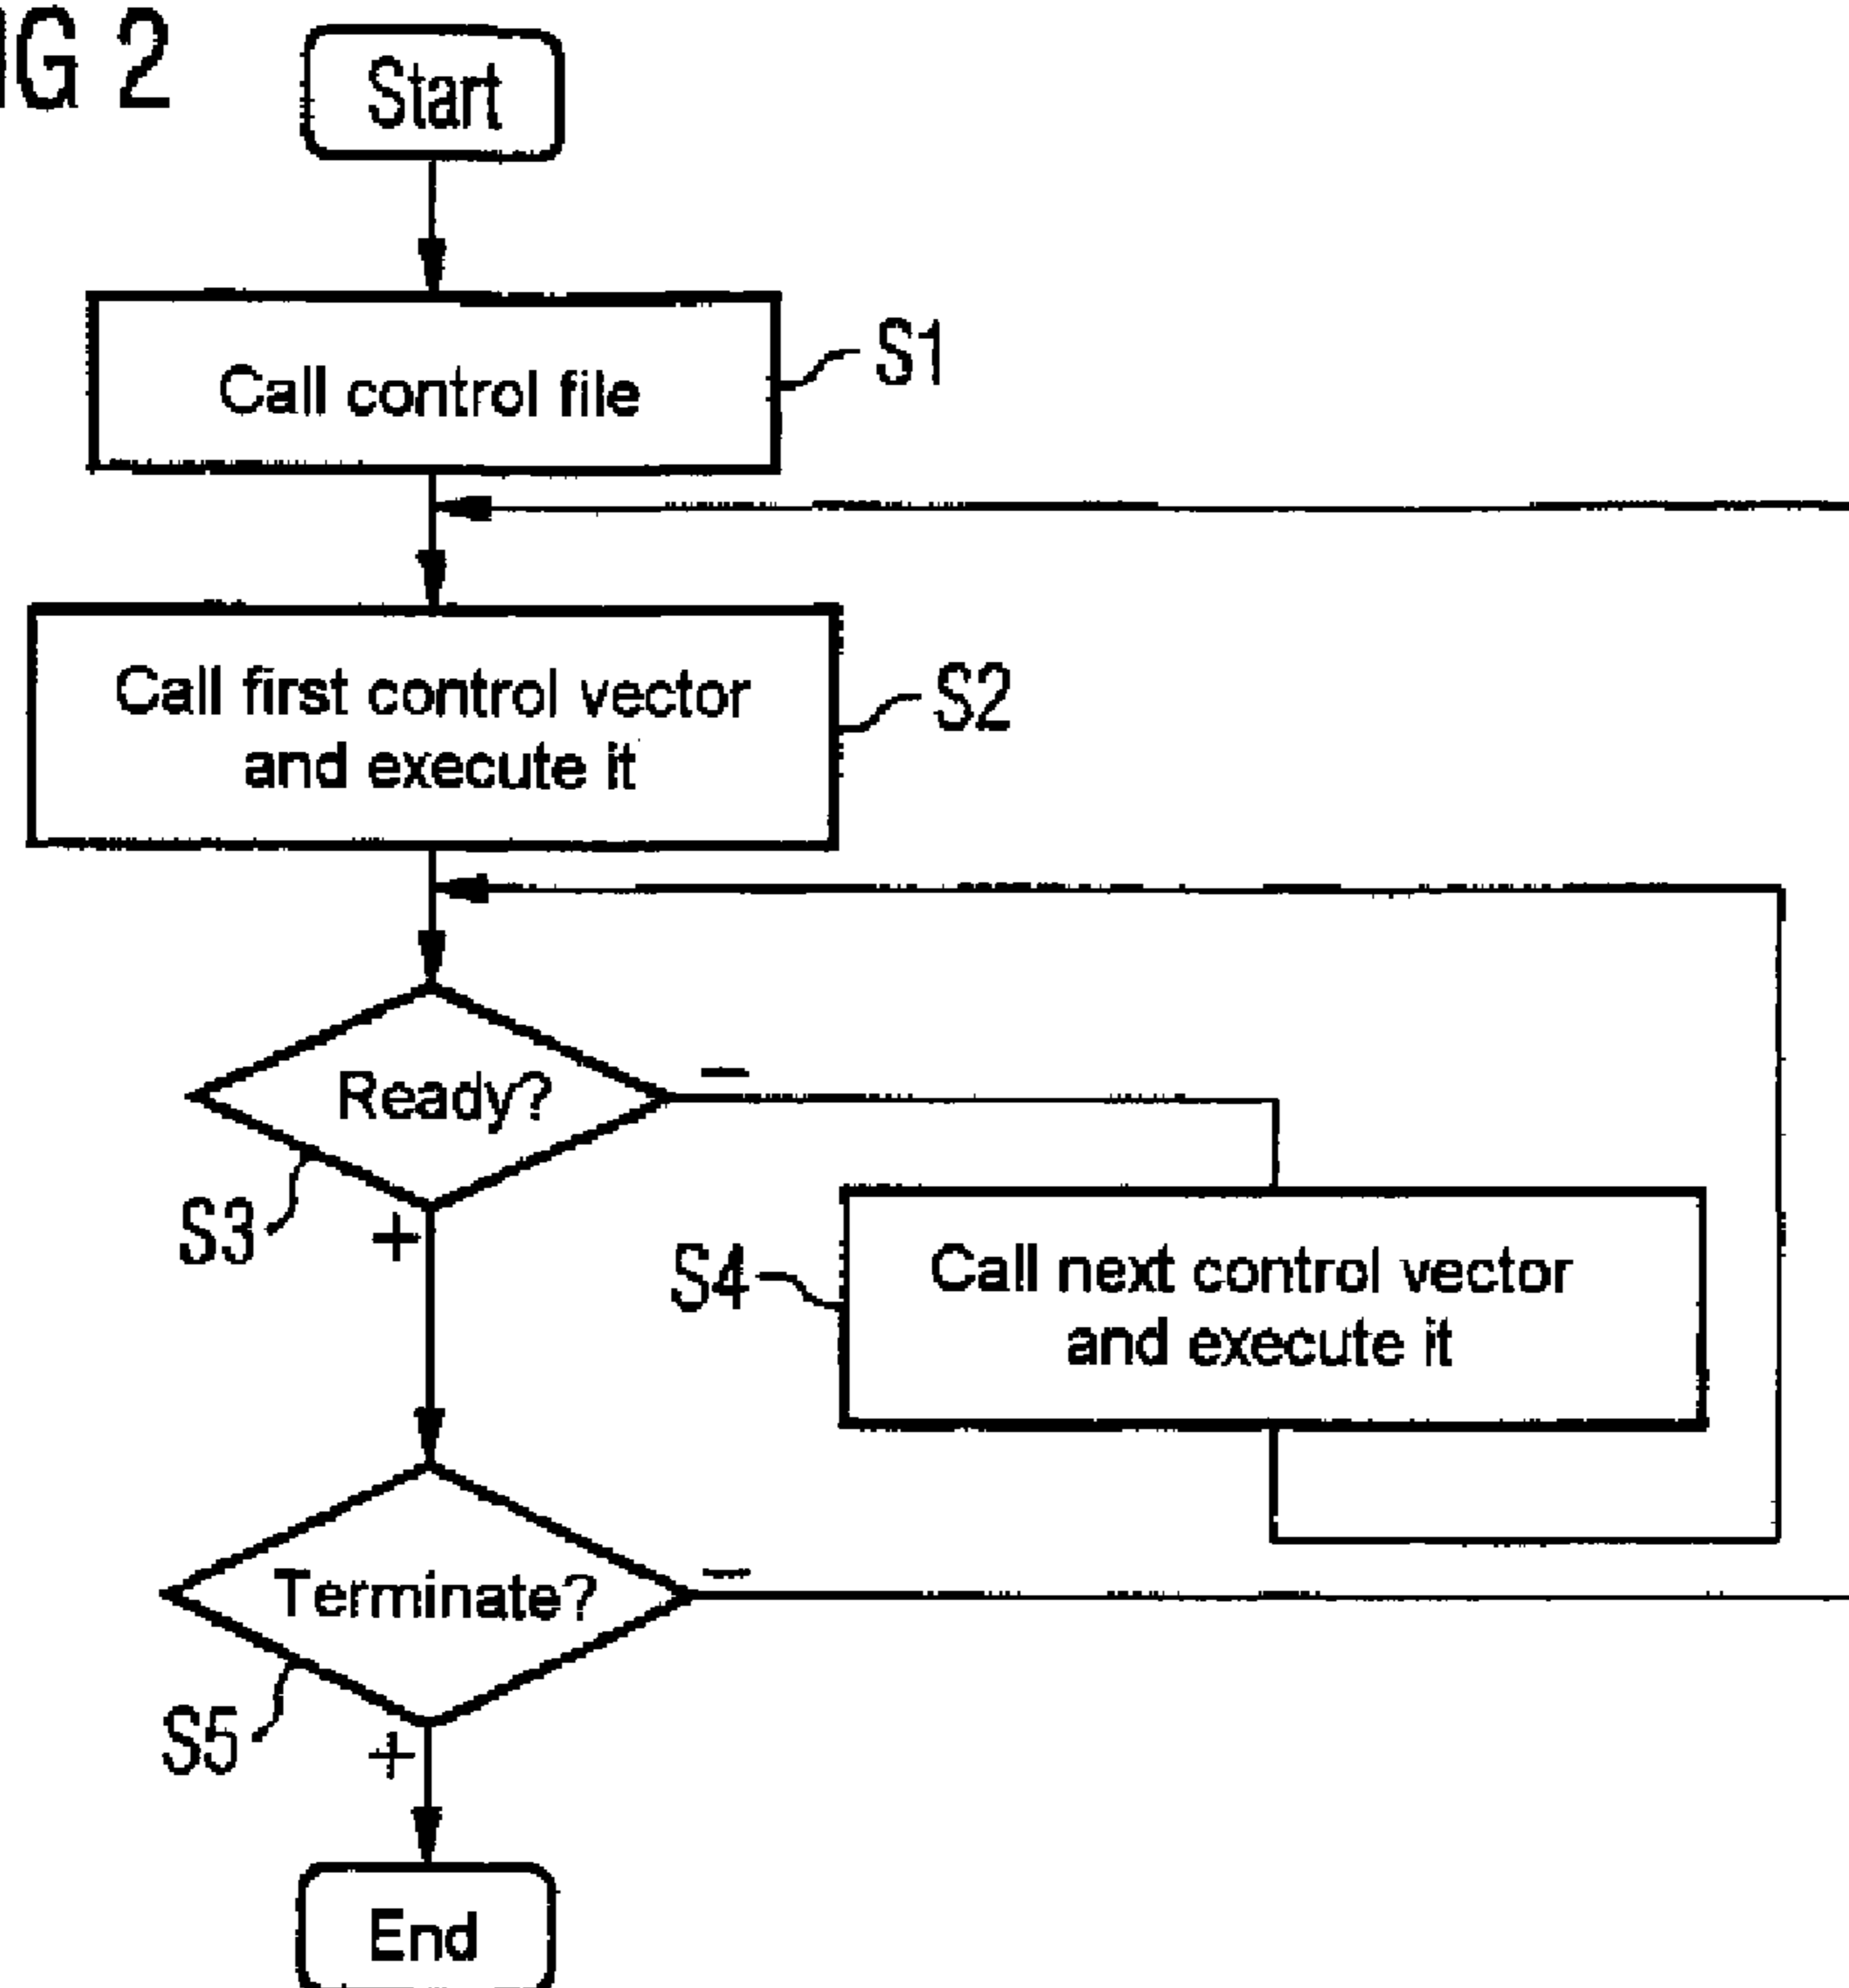 G 2
Start
Call control file
S1
Call first control vector
and execute it
S2
Ready?
−
S3
+
S4
Call next control vector
and execute it
Terminate?
−
S5
+
End